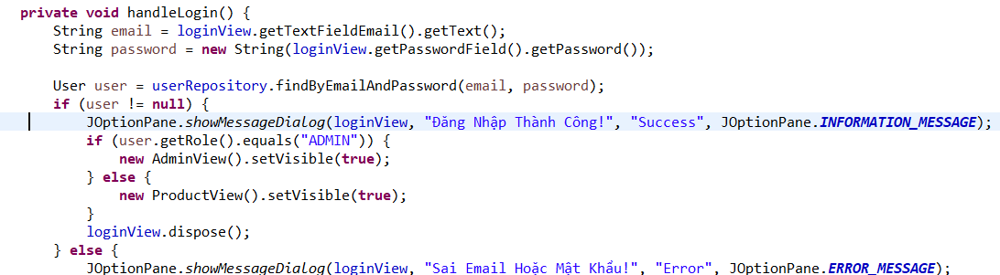 private void handleLogin() {
String email = loginView.getTextFieldEmail().getText();
String password = new String(loginView.getPasswordField().getPassword());
User user = userRepository.findByEmailAndPassword(email, password);
if (user != null) {
JOptionPane.showMessageDialog(loginView, "Đăng Nhập Thành Công!", "Success", JOptionPane.INFORMATION_MESSAGE);
if (user.getRole().equals("ADMIN")) {
new AdminView().setVisible(true);
} else {
new ProductView().setVisible(true);
}
loginView.dispose();
} else {
JOptionPane.showMessageDialog(loginView, "Sai Email Hoặc Mật Khẩu!", "Error", JOptionPane.ERROR_MESSAGE);